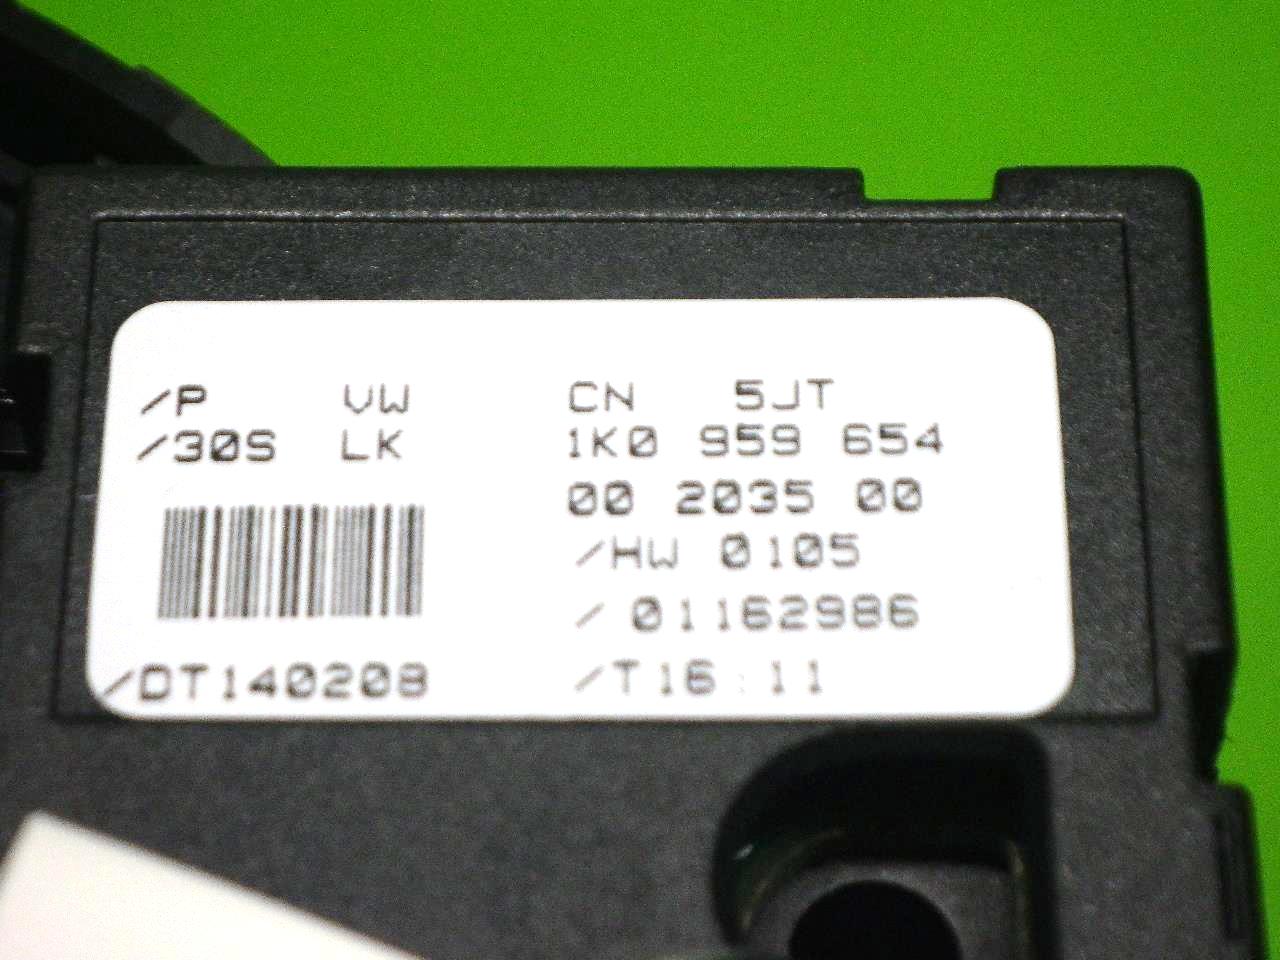 /P VW CN 5JT
/30S LK 1K0 959 654
00 2035 00
/HW 0105
/ 01162986
/DT140208 /T16:11